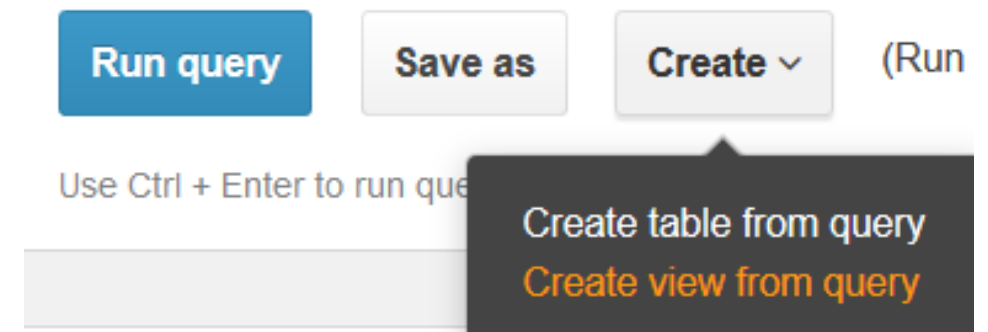 Run query Save as Create (Run
Use Ctrl + Enter to run que
Create table from query
Create view from query